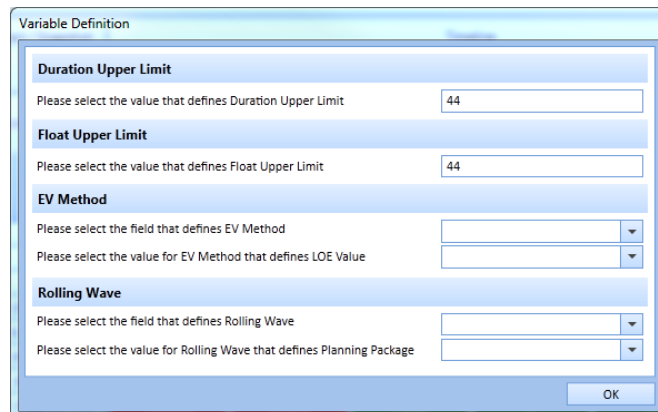 Variable Definition
Duration Upper Limit
Please select the value that defines Duration Upper Limit
44
Float Upper Limit
Please select the value that defines Float Upper Limit
44
EV Method
Please select the field that defines EV Method
Please select the value for EV Method that defines LOE Value
Rolling Wave
Please select the field that defines Rolling Wave
Please select the value for Rolling Wave that defines Planning Package
OK